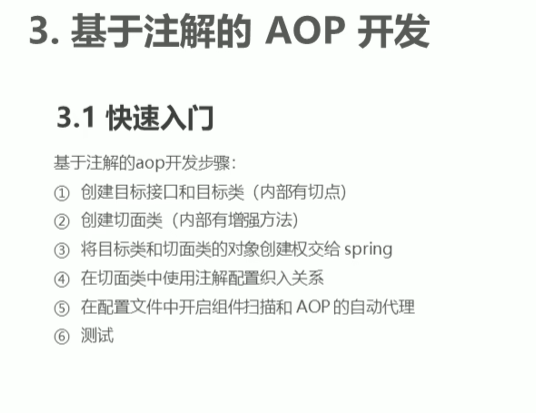 3. 基于注解的 AOP 开发
3.1 快速入门
基于注解的aop开发步骤：
① 创建目标接口和目标类（内部有切点）
② 创建切面类（内部有增强方法）
③ 将目标类和切面类的对象创建权交给 spring
④ 在切面类中使用注解配置织入关系
⑤ 在配置文件中开启组件扫描和 AOP 的自动代理
⑥ 测试